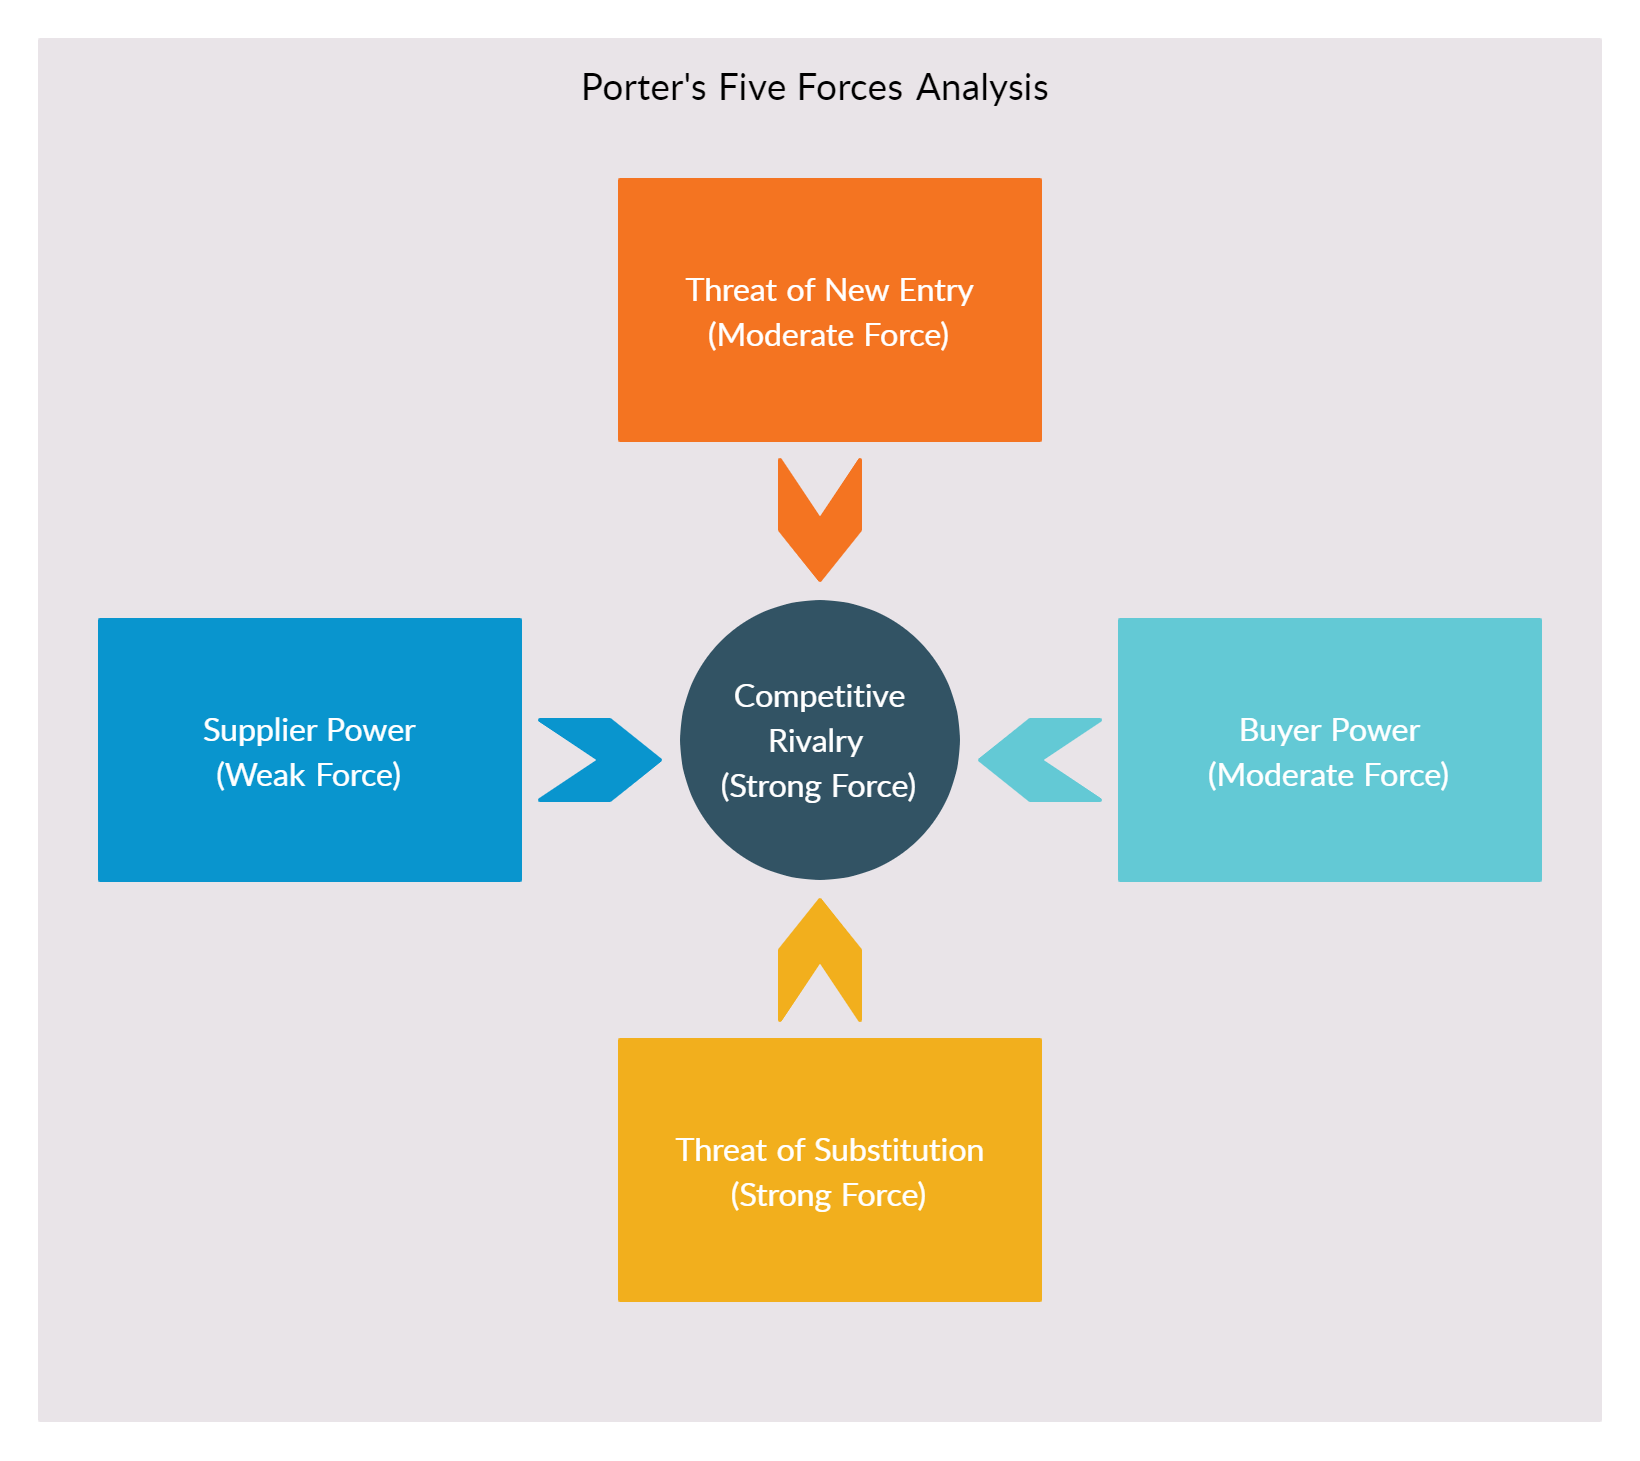 Porter's Five Forces Analysis
Threat of New Entry
(Moderate Force)
Supplier Power
(Weak Force)
Competitive
Rivalry
(Strong Force)
Buyer Power
(Moderate Force)
Threat of Substitution
(Strong Force)